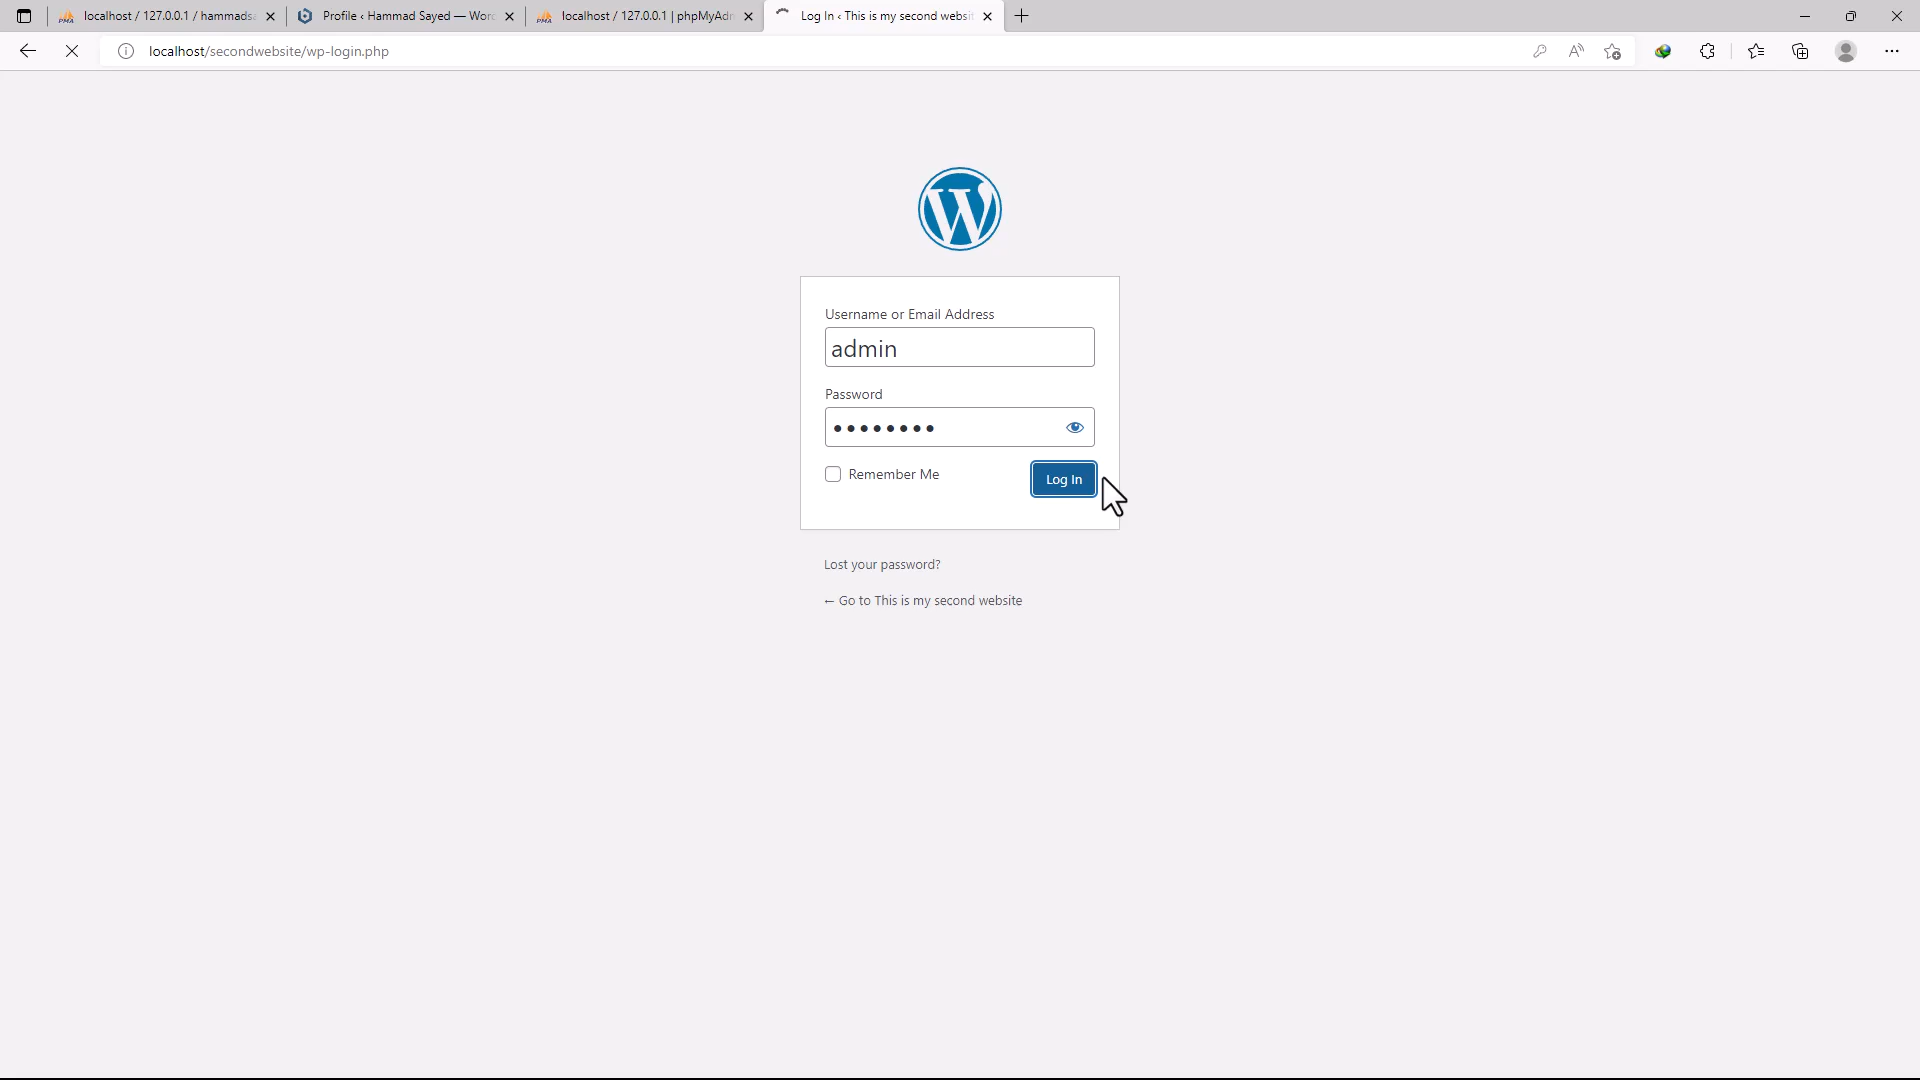 localhost / 127.0.0.1 / hammads
Profile ‹ Hammad Sayed — Wor
localhost / 127.0.0.1 | phpMyAdm
Log In ‹ This is my second websit
localhost/secondwebsite/wp-login.php
Username or Email Address
admin
Password
Remember Me
Log In
Lost your password?
← Go to This is my second website